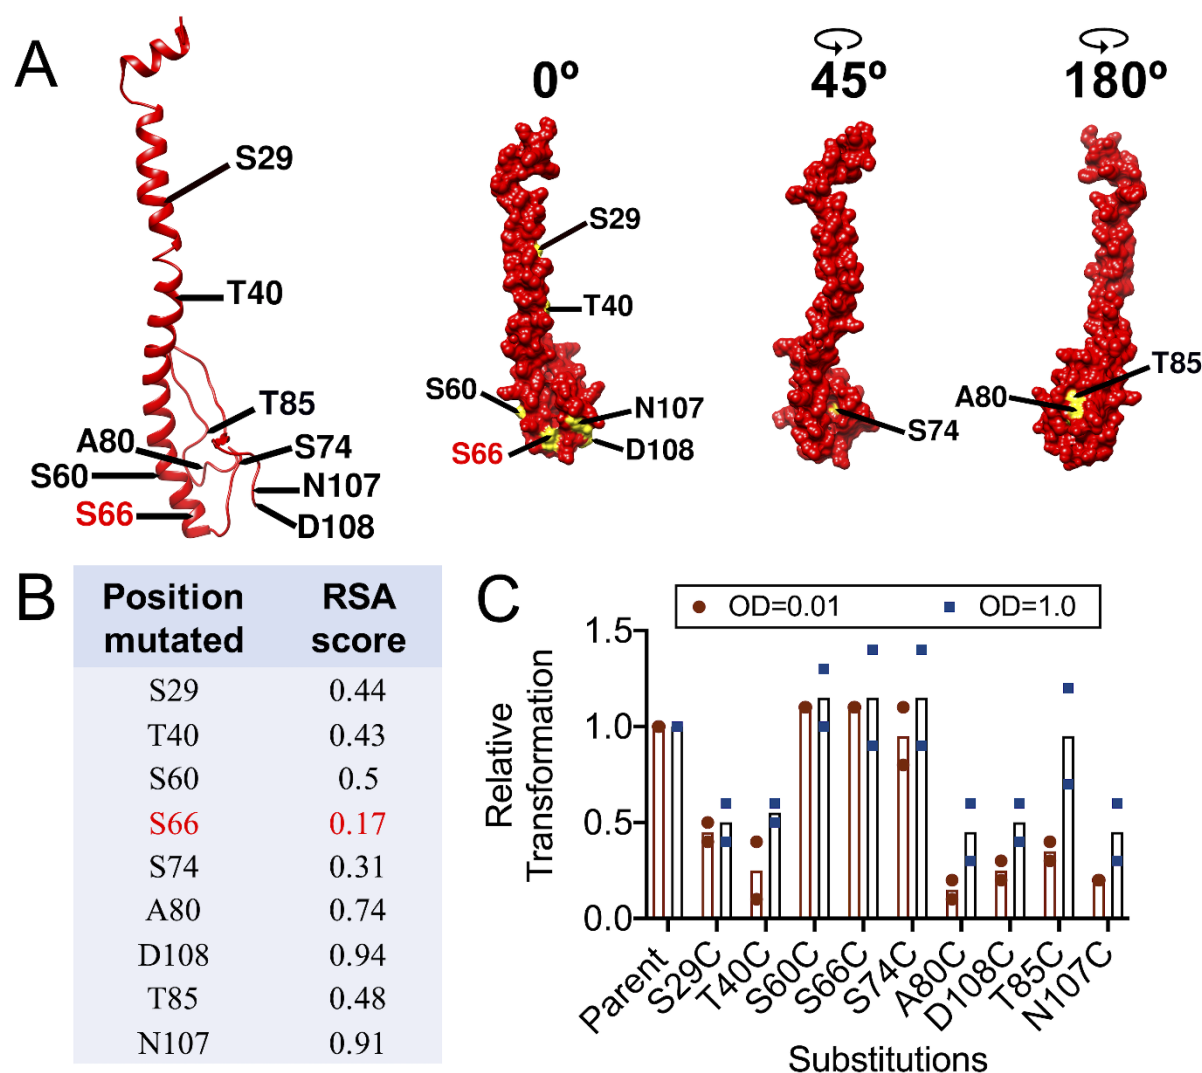 A
0º
45º
180º
S29
T40
T85
A80
S74
S60
N107
S66
D108
S29
T40
S60
N107
S66
D108
S74
T85
A80
B
Position mutated
RSA score
S29 0.44
T40 0.43
S60 0.5
S66 0.17
S74 0.31
A80 0.74
D108 0.94
T85 0.48
N107 0.91
C
OD=0.01 OD=1.0
Relative
Transformation
1.5
1.0
0.5
0.0
Parent
S29C
T40C
S60C
S66C
S74C
A80C
D108C
T85C
N107C
Substitutions